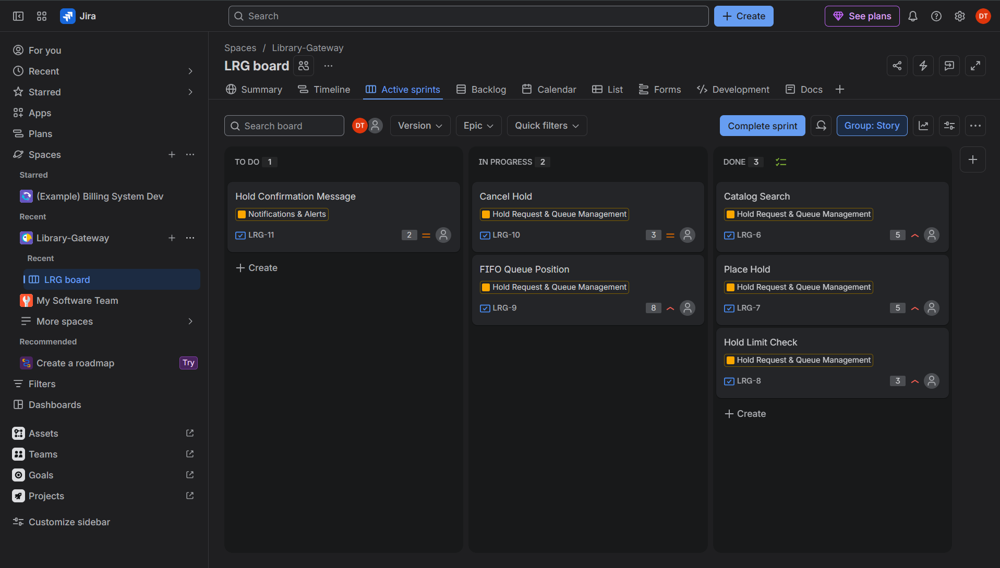 Jira
Search
Create
See plans
DT
For you
Recent
Starred
Apps
Plans
Spaces
Starred
(Example) Billing System Dev
Recent
Library-Gateway
Recent
LRG board
My Software Team
More spaces
Recommended
Create a roadmap
Try
Filters
Dashboards
Assets
Teams
Goals
Projects
Customize sidebar
Spaces / Library-Gateway
LRG board
Summary
Timeline
Active sprints
Backlog
Calendar
List
Forms
Development
Docs
Search board
DT
Version
Epic
Quick filters
Complete sprint
Group: Story
TO DO 1
Hold Confirmation Message
Notifications & Alerts
LRG-11 2
Create
IN PROGRESS 2
Cancel Hold
Hold Request & Queue Management
LRG-10 3
FIFO Queue Position
Hold Request & Queue Management
LRG-9 8
DONE 3
Catalog Search
Hold Request & Queue Management
LRG-6 5
Place Hold
Hold Request & Queue Management
LRG-7 5
Hold Limit Check
Hold Request & Queue Management
LRG-8 3
Create